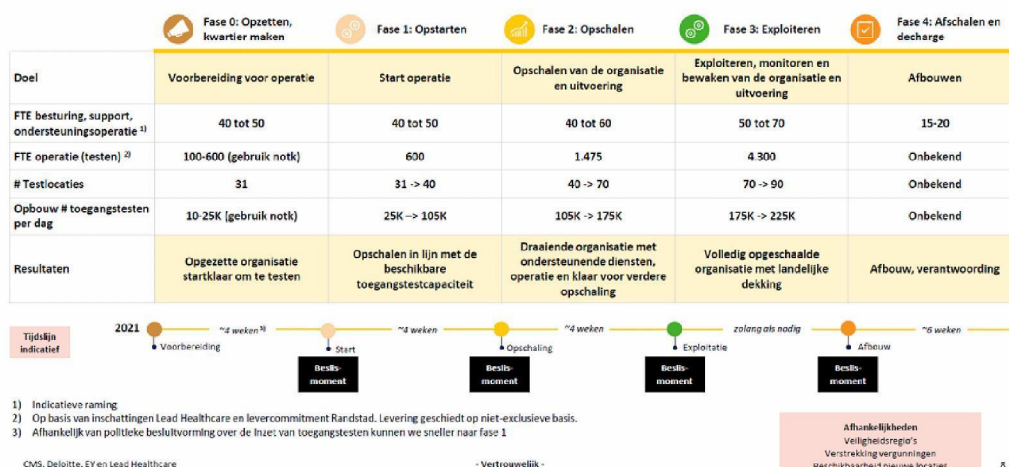 Fase 0: Opzetten,
kwartier maken
Fase 1: Opstarten
Fase 2: Opschalen
Fase 3: Exploiteren
Fase 4: Afschalen en
decharge
Doel
Voorbereiding voor operatie
Start operatie
Opschalen van de organisatie
en uitvoering
Exploiteren, monitoren en
bewaken van de organisatie en
uitvoering
Afbouwen
FTE besturing, support,
ondersteuningsoperatie 1)
40 tot 50
40 tot 50
40 tot 60
50 tot 70
15-20
FTE operatie (testen) 2)
100-600 (gebruik notk)
600
1.475
4.300
Onbekend
# Testlocaties
31
31 -> 40
40 -> 70
70 -> 90
Onbekend
Opbouw # toegangstesten
per dag
10-25K (gebruik notk)
25K –> 105K
105K -> 175K
175K -> 225K
Onbekend
Resultaten
Opgezette organisatie
startklaar om te testen
Opschalen in lijn met de
beschikbare
toegangstestcapaciteit
Draaiende organisatie met
ondersteunende diensten,
operatie en klaar voor verdere
opschaling
Volledig opgeschaalde
organisatie met landelijke
dekking
Afbouw, verantwoording
Tijdslijn
indicatief
2021
~4 weken 3)
~4 weken
~4 weken
zolang als nodig
~6 weken
Voorbereiding
Start
Opschaling
Exploitatie
Afbouw
Beslis-
moment
Beslis-
moment
Beslis-
moment
Beslis-
moment
1) Indicatieve raming
2) Op basis van inschattingen Lead Healthcare en levercommitment Randstad. Levering geschiedt op niet-exclusieve basis.
3) Afhankelijk van politieke besluitvorming over de inzet van toegangstesten kunnen we sneller naar fase 1
Afhankelijkheden
Veiligheidsregio's
Verstrekking vergunningen
Beschikbaarheid nieuwe locaties
CMS, Deloitte, EY en Lead Healthcare
- Vertrouwelijk -
8